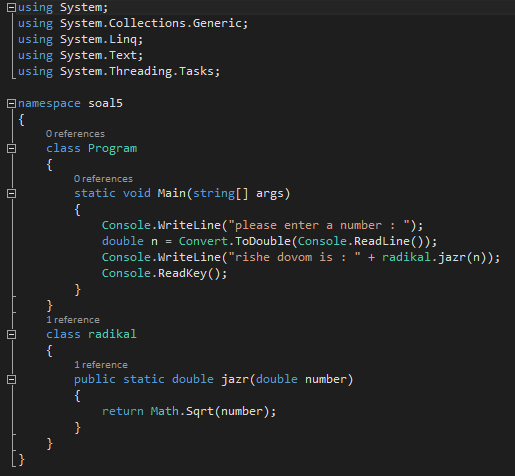 using System;
using System.Collections.Generic;
using System.Linq;
using System.Text;
using System.Threading.Tasks;
namespace soal5
{
0 references
class Program
{
0 references
static void Main(string[] args)
{
Console.WriteLine("please enter a number : ");
double n = Convert.ToDouble(Console.ReadLine());
Console.WriteLine("rishe dovom is : " + radikal.jazr(n));
Console.ReadKey();
}
}
1 reference
class radikal
{
1 reference
public static double jazr(double number)
{
return Math.Sqrt(number);
}
}
}